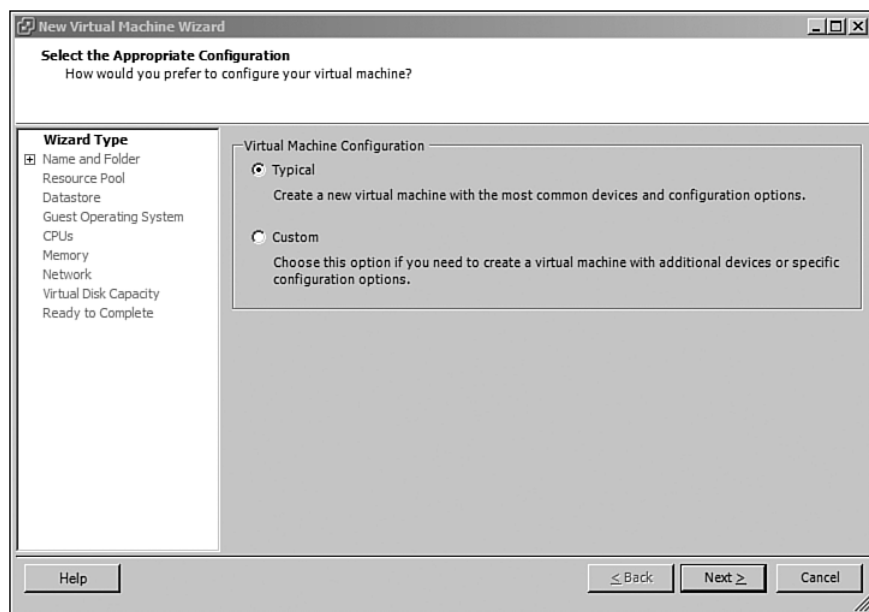 New Virtual Machine Wizard
Select the Appropriate Configuration
How would you prefer to configure your virtual machine?
Wizard Type
Name and Folder
Resource Pool
Datastore
Guest Operating System
CPUs
Memory
Network
Virtual Disk Capacity
Ready to Complete
Virtual Machine Configuration
Typical
Create a new virtual machine with the most common devices and configuration options.
Custom
Choose this option if you need to create a virtual machine with additional devices or specific
configuration options.
Help
< Back
Next >
Cancel